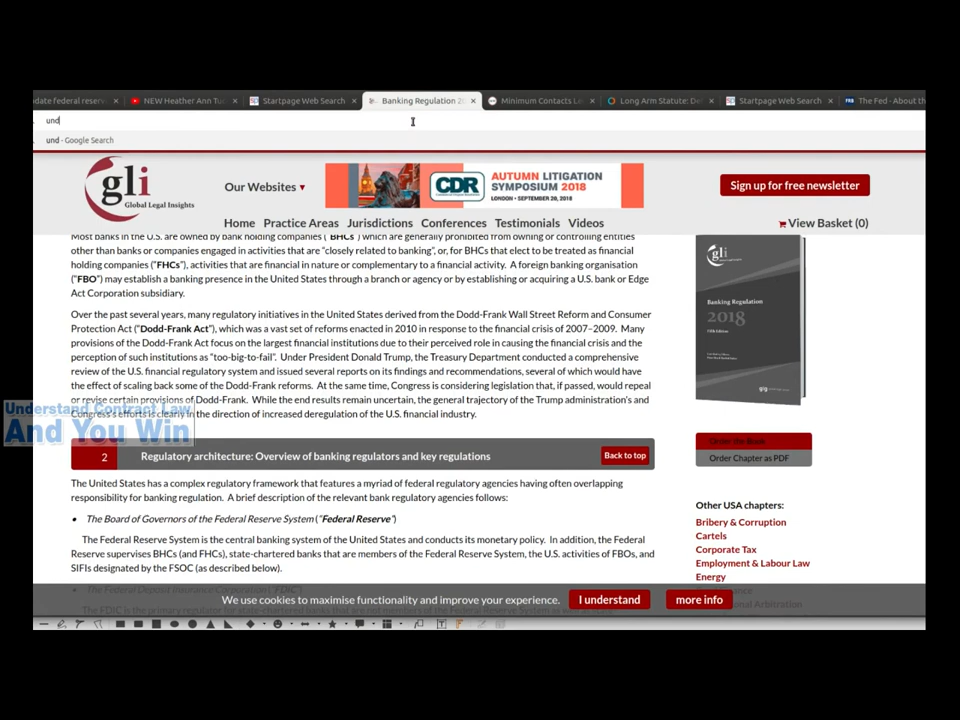 date federal reserv
NEW Heather Ann Tu
Startpage Web Search
Banking Regulation 20
Minimum Contacts Le
Long Arm Statute: De
Startpage Web Search
FRB
The Fed - About th
und
und - Google Search
gli
Global Legal Insights
Our Websites ▾
CDR
AUTUMN LITIGATION
SYMPOSIUM 2018
LONDON • SEPTEMBER 20, 2018
Sign up for free newsletter
Home Practice Areas Jurisdictions Conferences Testimonials Videos
View Basket (0)
Most banks in the U.S. are owned by bank holding companies ("BHCs") which are generally prohibited from owning or controlling entities
other than banks or companies engaged in activities that are "closely related to banking", or, for BHCs that elect to be treated as financial
holding companies ("FHCs"), activities that are financial in nature or complementary to a financial activity. A foreign banking organisation
("FBO") may establish a banking presence in the United States through a branch or agency or by establishing or acquiring a U.S. bank or Edge
Act Corporation subsidiary.
Over the past several years, many regulatory initiatives in the United States derived from the Dodd-Frank Wall Street Reform and Consumer
Protection Act ("Dodd-Frank Act"), which was a vast set of reforms enacted in 2010 in response to the financial crisis of 2007–2009. Many
provisions of the Dodd-Frank Act focus on the largest financial institutions due to their perceived role in causing the financial crisis and the
perception of such institutions as "too-big-to-fail". Under President Donald Trump, the Treasury Department conducted a comprehensive
review of the U.S. financial regulatory system and issued several reports on its findings and recommendations, several of which would have
the effect of scaling back some of the Dodd-Frank reforms. At the same time, Congress is considering legislation that, if passed, would repeal
or revise certain provisions of Dodd-Frank. While the end results remain uncertain, the general trajectory of the Trump administration's and
Congress's efforts is clearly in the direction of increased deregulation of the U.S. financial industry.
Understand Contract Law
And You Win
gli
Banking Regulation
2018
Order the Book
Order Chapter as PDF
2 Regulatory architecture: Overview of banking regulators and key regulations
Back to top
The United States has a complex regulatory framework that features a myriad of federal regulatory agencies having often overlapping
responsibility for banking regulation. A brief description of the relevant bank regulatory agencies follows:
• The Board of Governors of the Federal Reserve System ("Federal Reserve")
The Federal Reserve System is the central banking system of the United States and conducts its monetary policy. In addition, the Federal
Reserve supervises BHCs (and FHCs), state-chartered banks that are members of the Federal Reserve System, the U.S. activities of FBOs, and
SIFIs designated by the FSOC (as described below).
• The Federal Deposit Insurance Corporation ("FDIC")
Other USA chapters:
Bribery & Corruption
Cartels
Corporate Tax
Employment & Labour Law
Energy
We use cookies to maximise functionality and improve your experience.
I understand
more info